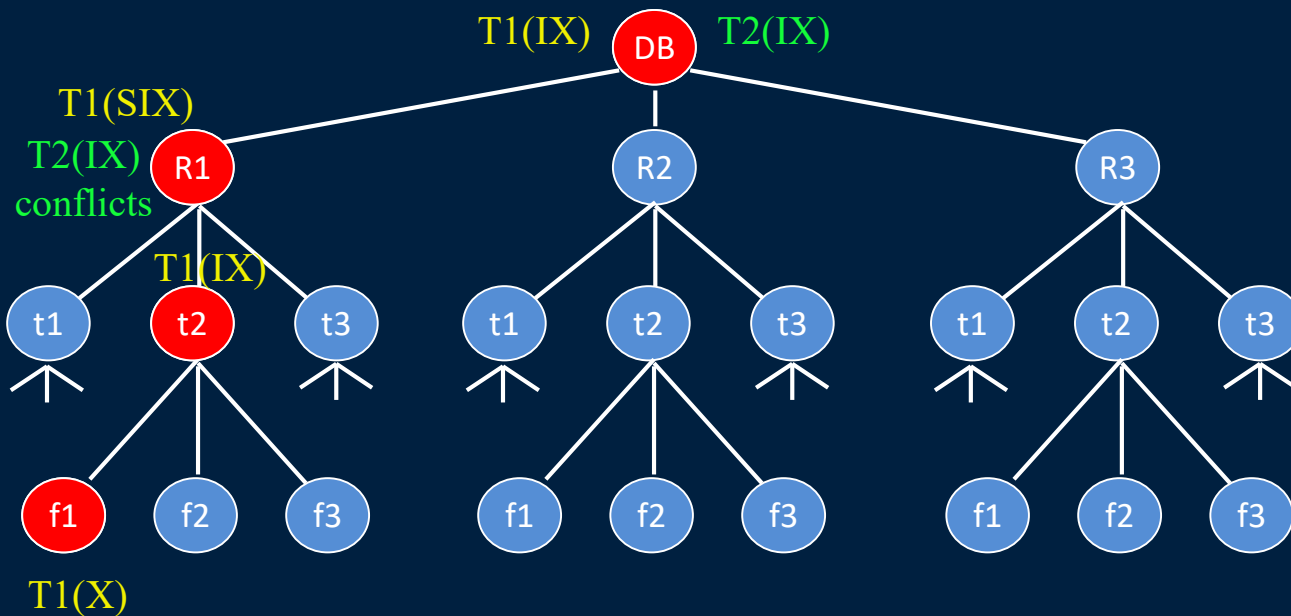 T1(IX) DB T2(IX)
T1(SIX)
T2(IX) R1 R2 R3
conflicts
T1(IX)
t1 t2 t3 t1 t2 t3 t1 t2 t3
f1 f2 f3 f1 f2 f3 f1 f2 f3
T1(X)